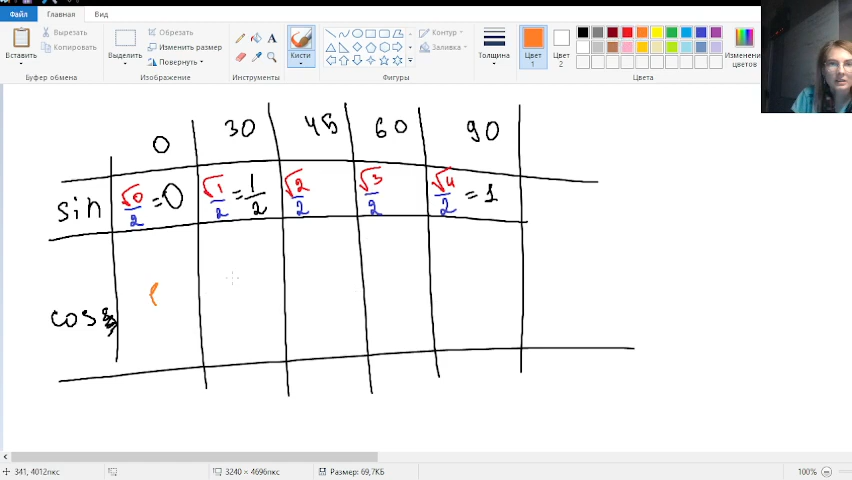 Файл Главная Вид
Вставить
Вырезать
Копировать
Выделить
Обрезать
Изменить размер
Повернуть
Кисти
Контур
Заливка
Толщина
Цвет 1
Цвет 2
Изменение цветов
Буфер обмена Изображение Инструменты Фигуры Цвета
0 30 45 60 90
sin √0/2=0 √1/2=1/2 √2/2 √3/2 √4/2=1
cos
341, 4012пкс 3240 × 4696пкс Размер: 69,7КБ 100%